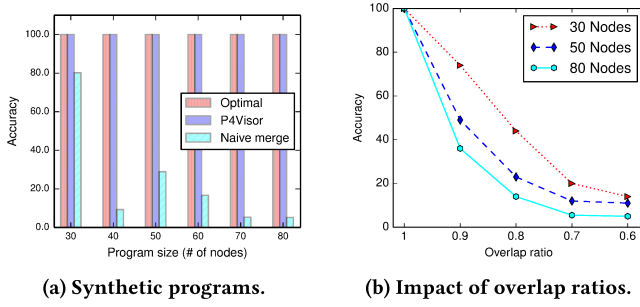 100.0
80.0
60.0
40.0
20.0
0.0
Accuracy
Optimal
P4Visor
Naive merge
30 40 50 60 70 80
Program size (# of nodes)
(a) Synthetic programs.
100
80
60
40
20
0
Accuracy
30 Nodes
50 Nodes
80 Nodes
1 0.9 0.8 0.7 0.6
Overlap ratio
(b) Impact of overlap ratios.